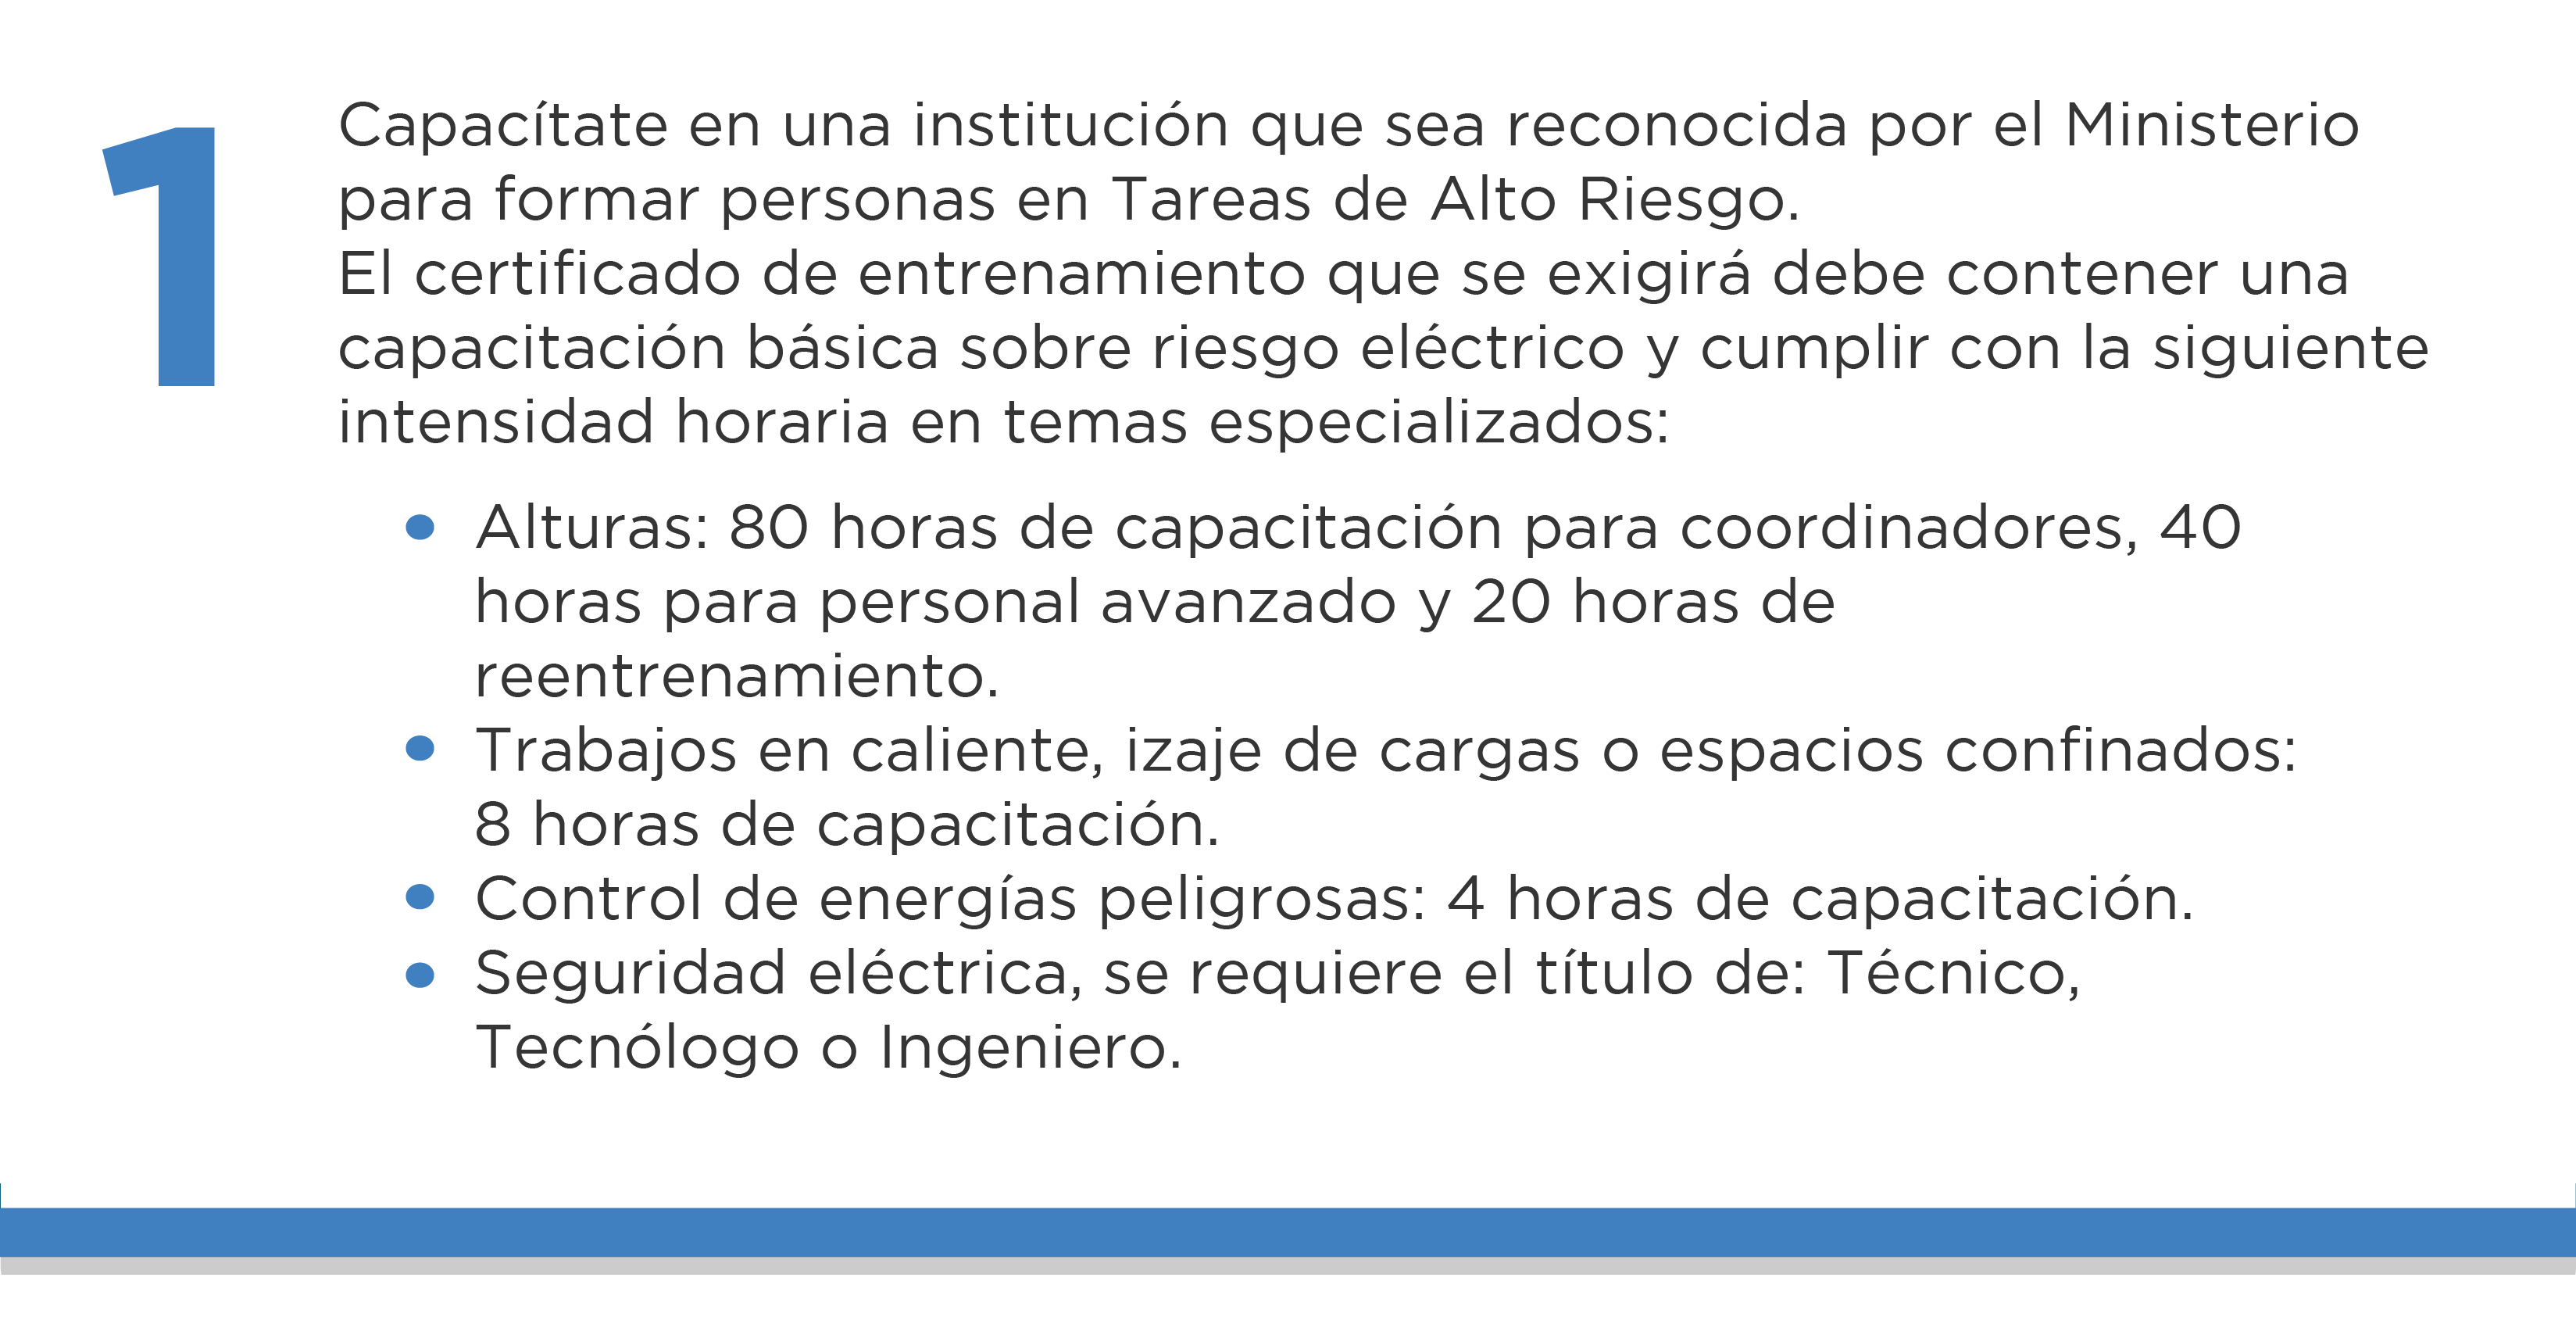 1
Capacítate en una institución que sea reconocida por el Ministerio
para formar personas en Tareas de Alto Riesgo.
El certificado de entrenamiento que se exigirá debe contener una
capacitación básica sobre riesgo eléctrico y cumplir con la siguiente
intensidad horaria en temas especializados:
• Alturas: 80 horas de capacitación para coordinadores, 40
horas para personal avanzado y 20 horas de
reentrenamiento.
• Trabajos en caliente, izaje de cargas o espacios confinados:
8 horas de capacitación.
• Control de energías peligrosas: 4 horas de capacitación.
• Seguridad eléctrica, se requiere el título de: Técnico,
Tecnólogo o Ingeniero.